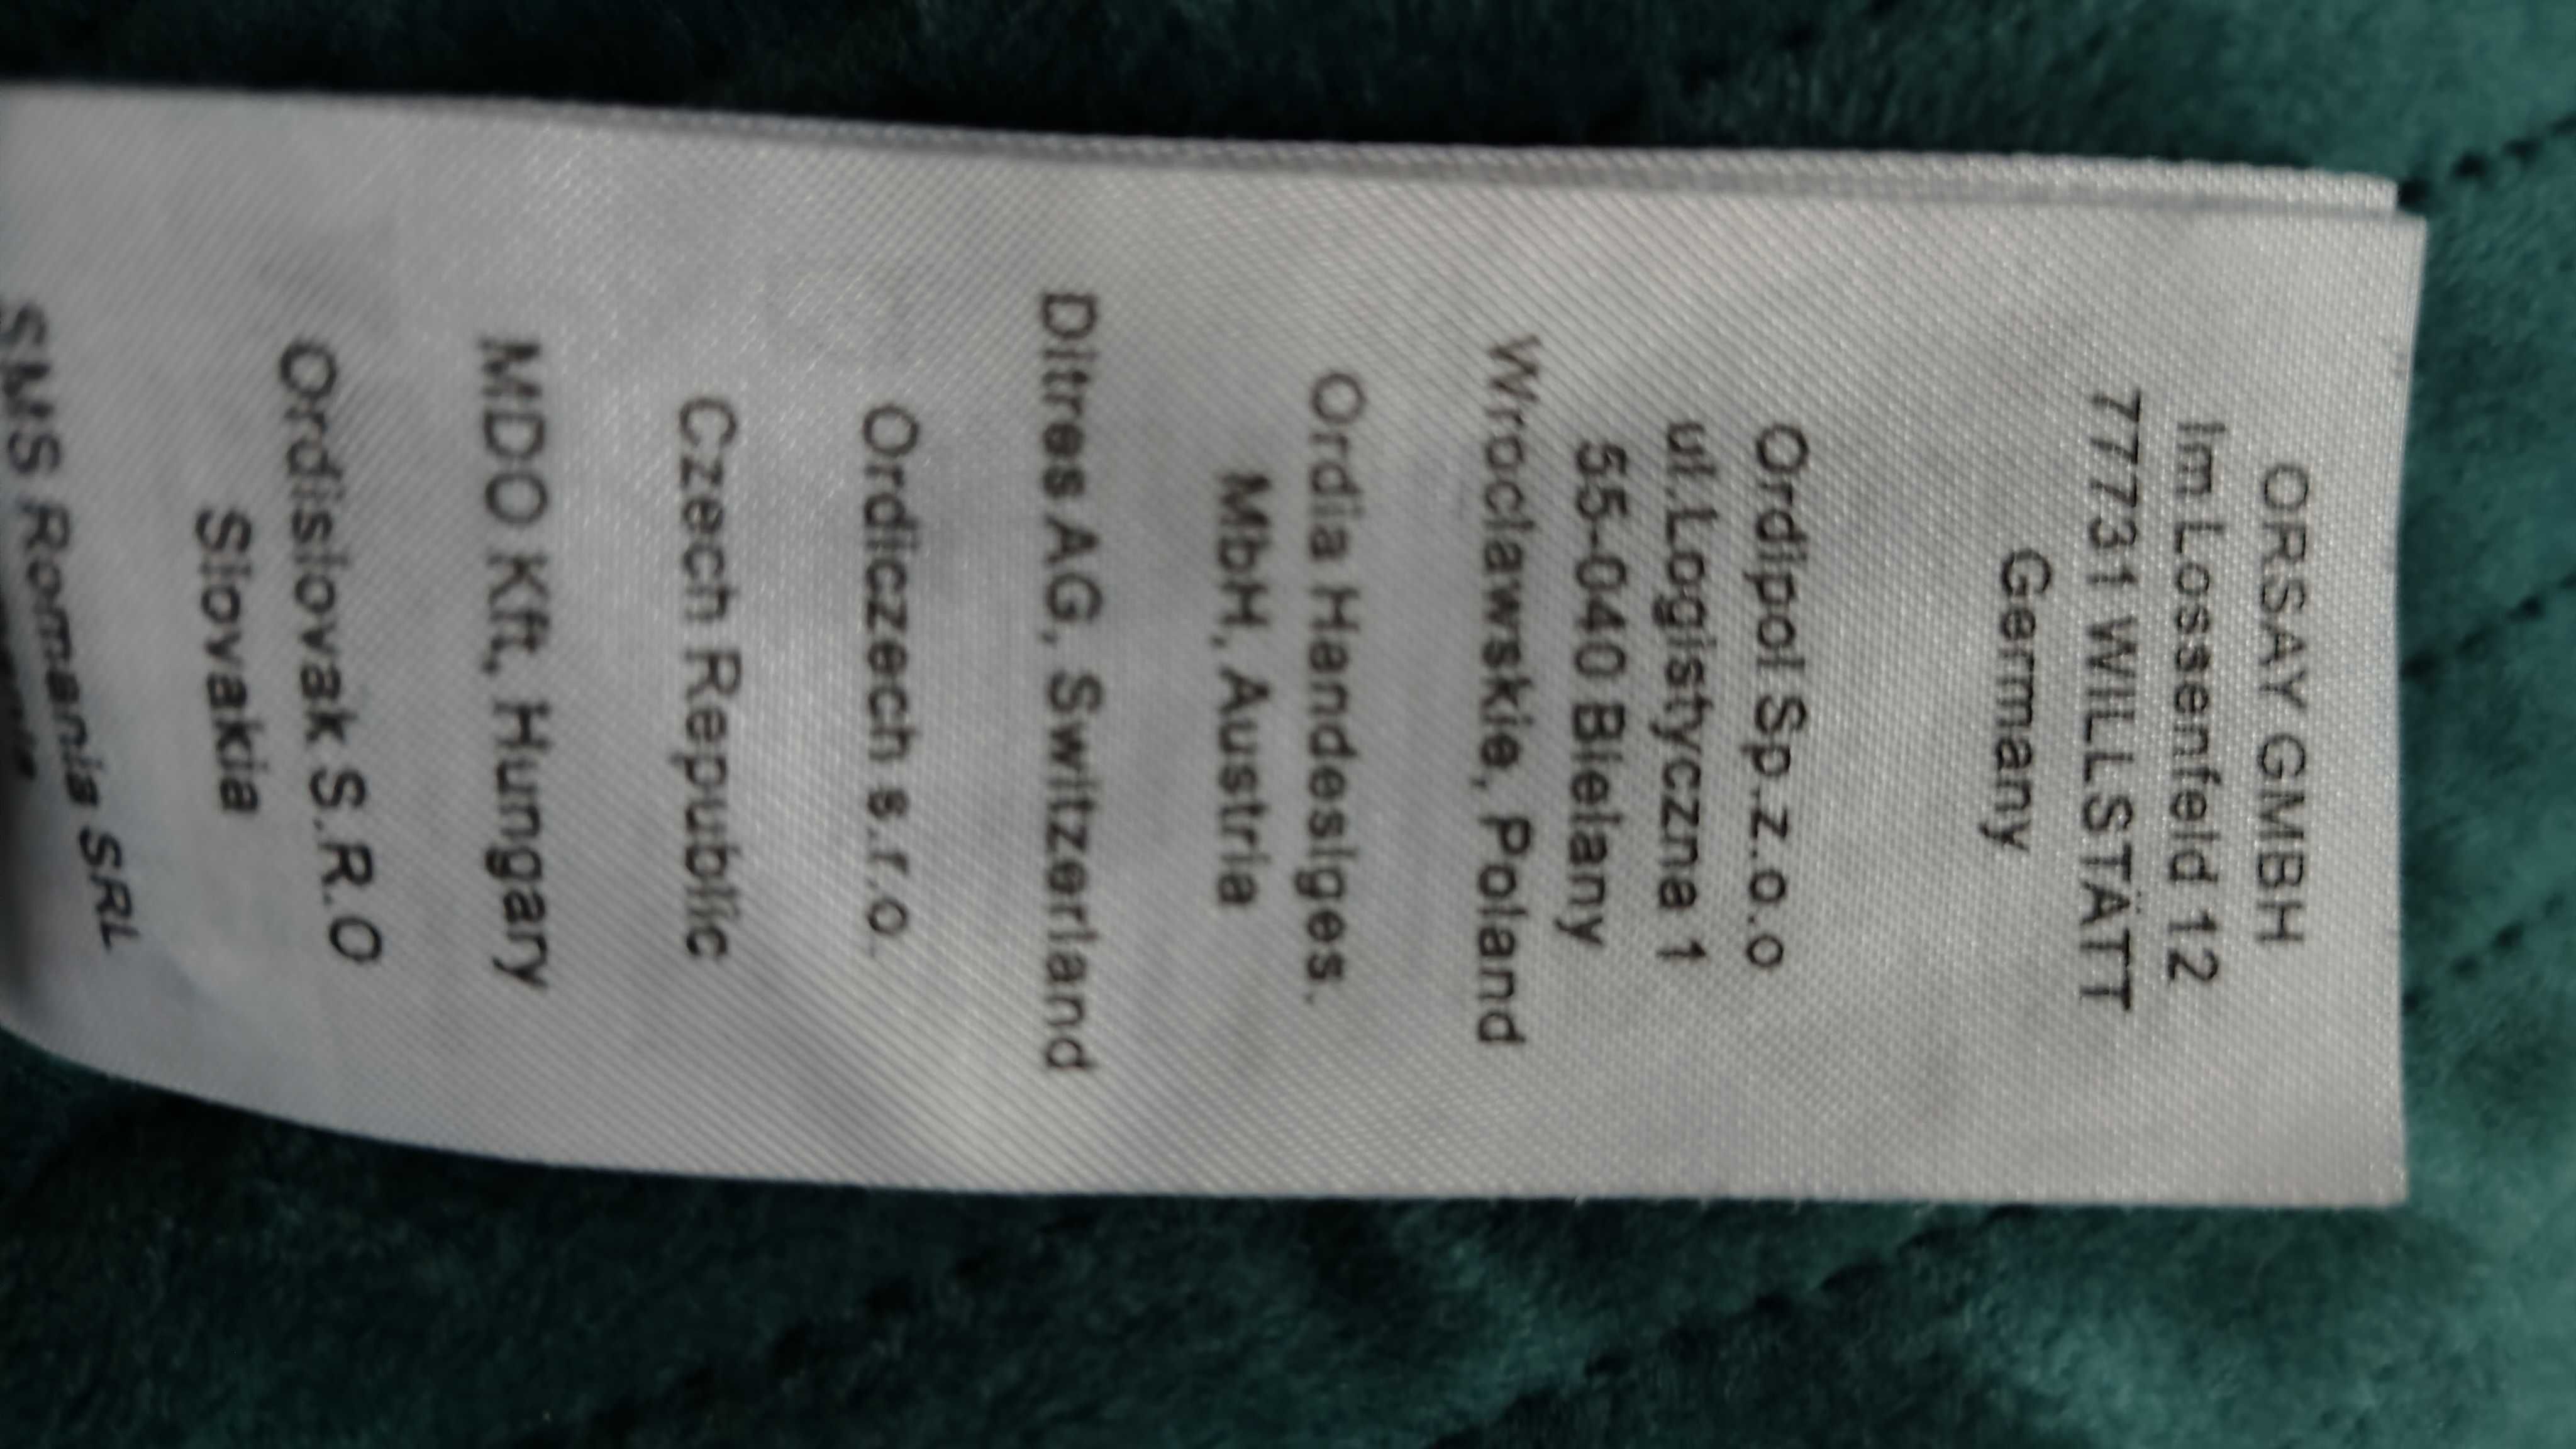 ORSAY GMBH
Im Lossenfeld 12
77731 WILLSTÄTT
Germany
Ordipol Sp.z.o.o
ul.Logistyczna 1
55-040 Bielany
Wroclawskie, Poland
Ordia Handesiges.
MbH, Austria
Ditres AG, Switzerland
Ordiczech s.r.o.
Czech Republic
MDO Kft, Hungary
Ordislovak S.R.O
Slovakia
SMS Romania SRL